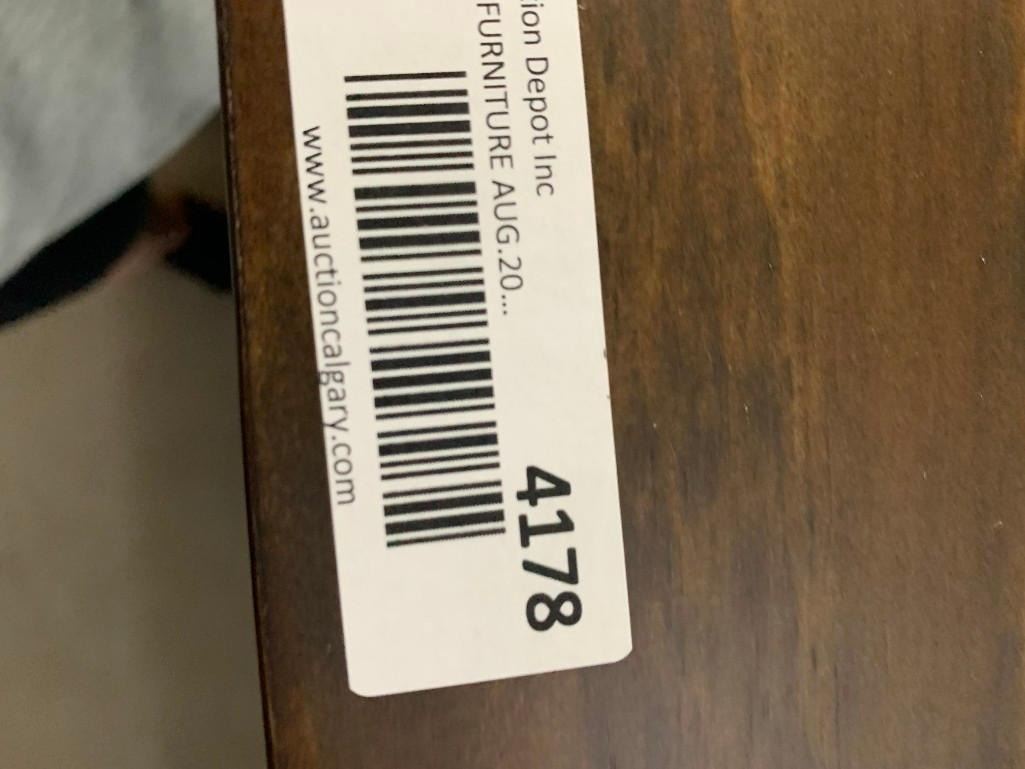 ion Depot Inc
FURNITURE AUG.20...
4178
www.auctioncalgary.com